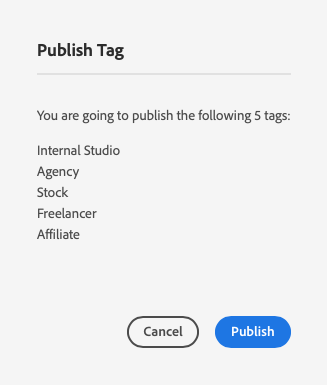 Publish Tag
You are going to publish the following 5 tags:
Internal Studio
Agency
Stock
Freelancer
Affiliate
Cancel
Publish